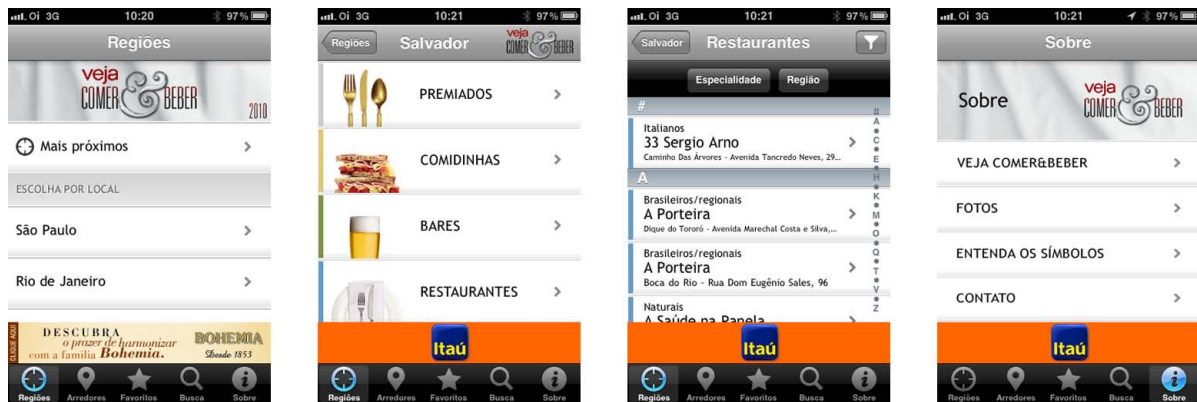 Oi 3G 10:20 97%
Regiões
veja
COMER & BEBER
2010
Mais próximos
ESCOLHA POR LOCAL
São Paulo
Rio de Janeiro
CLIQUE AQUI
DESCUBRA
o prazer de harmonizar
com a família Bohemia.
BOHEMIA
Desde 1853
Regiões Arredores Favoritos Busca Sobre
Oi 3G 10:21 97%
Regiões Salvador
veja
COMER & BEBER
PREMIADOS
COMIDINHAS
BARES
RESTAURANTES
Itaú
Regiões Arredores Favoritos Busca Sobre
Oi 3G 10:21 97%
Salvador Restaurantes
Especialidade Região
#
Italianos
33 Sergio Arno
Caminho Das Árvores - Avenida Tancredo Neves, 29...
A
Brasileiros/regionais
A Porteira
Dique do Tororó - Avenida Marechal Costa e Silva,...
Brasileiros/regionais
A Porteira
Boca do Rio - Rua Dom Eugênio Sales, 96
Naturais
A Saúde na Panela
#
A
C
E
H
K
M
O
Q
T
V
Z
Itaú
Regiões Arredores Favoritos Busca Sobre
Oi 3G 10:21 97%
Sobre
Sobre
veja
COMER & BEBER
VEJA COMER&BEBER
FOTOS
ENTENDA OS SÍMBOLOS
CONTATO
Itaú
Regiões Arredores Favoritos Busca Sobre